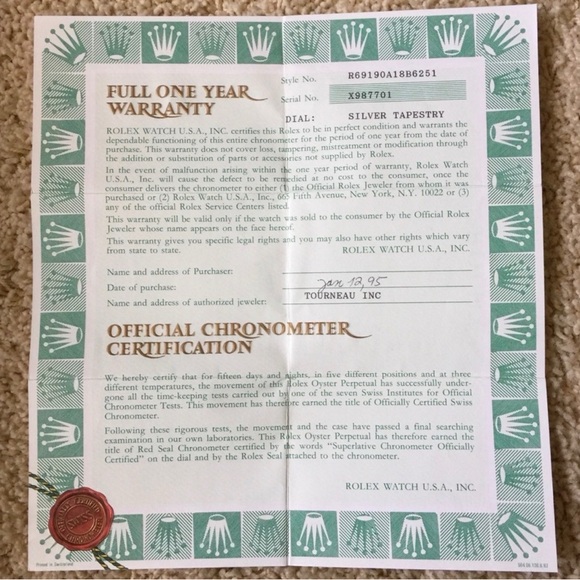 Style No. R69190A18B6251
FULL ONE YEAR
WARRANTY
Serial No. X987701
DIAL: SILVER TAPESTRY
ROLEX WATCH U.S.A., INC. certifies this Rolex to be in perfect condition and warrants the
dependable functioning of this entire chronometer for the period of one year from the date of
purchase. This warranty does not cover loss, tampering, mistreatment or modification through
the addition or substitution of parts or accessories not supplied by Rolex.
In the event of malfunction arising within the one year period of warranty, Rolex Watch
U.S.A., Inc. will cause the defect to be remedied at no cost to the consumer, once the
consumer delivers the chronometer to either (1) the Official Rolex Jeweler from whom it was
purchased or (2) Rolex Watch U.S.A., Inc., 665 Fifth Avenue, New York, N.Y. 10022 or (3)
any of the official Rolex Service Centers listed.
This warranty will be valid only if the watch was sold to the consumer by the Official Rolex
Jeweler whose name appears on the face hereof.
This warranty gives you specific legal rights and you may also have other rights which vary
from state to state. ROLEX WATCH U.S.A., INC.
Name and address of Purchaser:
Date of purchase: Jan 12, 95
Name and address of authorized jeweler: TOURNEAU INC
OFFICIAL CHRONOMETER
CERTIFICATION
We hereby certify that for fifteen days and nights, in five different positions and at three
different temperatures, the movement of this Rolex Oyster Perpetual has successfully under-
gone all the time-keeping tests carried out by one of the seven Swiss Institutes for Official
Chronometer Tests. This movement has therefore earned the title of Officially Certified Swiss
Chronometer.
Following these rigorous tests, the movement and the case have passed a final searching
examination in our own laboratories. This Rolex Oyster Perpetual has therefore earned the
title of Red Seal Chronometer certified by the words "Superlative Chronometer Officially
Certified" on the dial and by the Rolex Seal attached to the chronometer.
ROLEX WATCH U.S.A., INC.
Printed in Switzerland